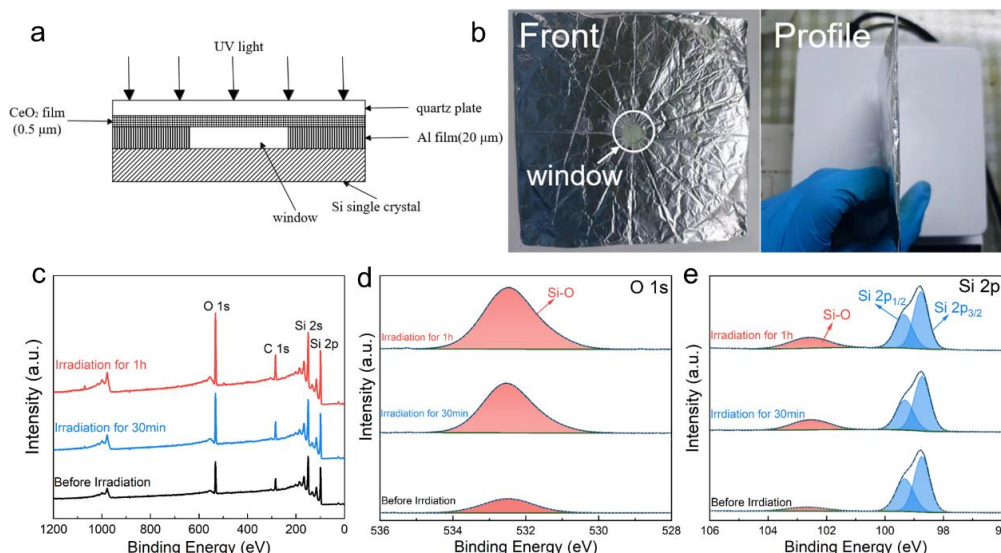 a
UV light
CeO₂ film
(0.5 μm)
quartz plate
Al film(20 μm)
window
Si single crystal
b
Front
window
Profile
c
O 1s
C 1s
Si 2s
Si 2p
Irradiation for 1h
Irradiation for 30min
Before Irradiation
Intensity (a.u.)
1200 1000 800 600 400 200 0
Binding Energy (eV)
d
O 1s
Si-O
Irradiation for 1h
Irradiation for 30min
Before Irrdiation
Intensity (a.u.)
536 534 532 530 528
Binding Energy (eV)
e
Si 2p
Si 2p1/2
Si 2p3/2
Si-O
Irradiation for 1h
Irrdiation for 30min
Before Irrdiation
Intensity (a.u.)
106 104 102 100 98 96
Binding Energy (eV)